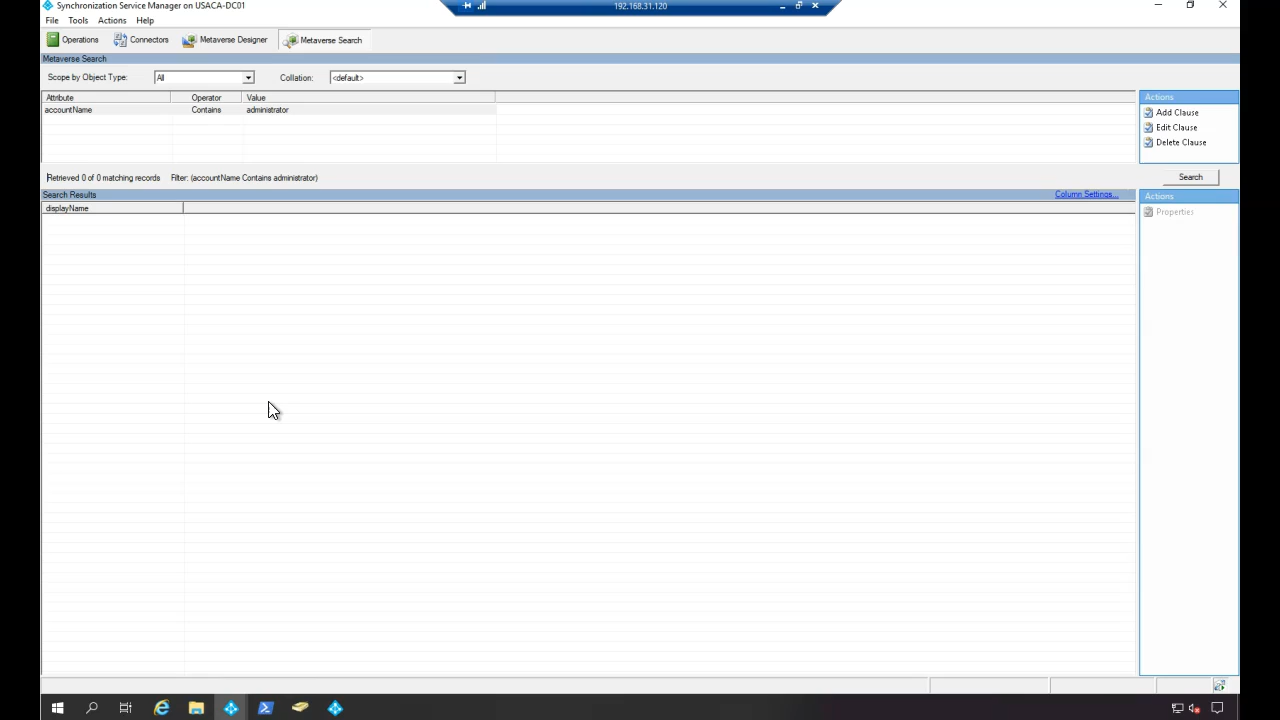 Synchronization Service Manager on USACA-DC01
192.168.31.120
File Tools Actions Help
Operations Connectors Metaverse Designer Metaverse Search
Metaverse Search
Scope by Object Type: All Collation: <default>
Attribute Operator Value
accountName Contains administrator
Actions
Add Clause
Edit Clause
Delete Clause
Retrieved 0 of 0 matching records Filter: (accountName Contains administrator)
Search
Search Results Column Settings...
displayName
Actions
Properties